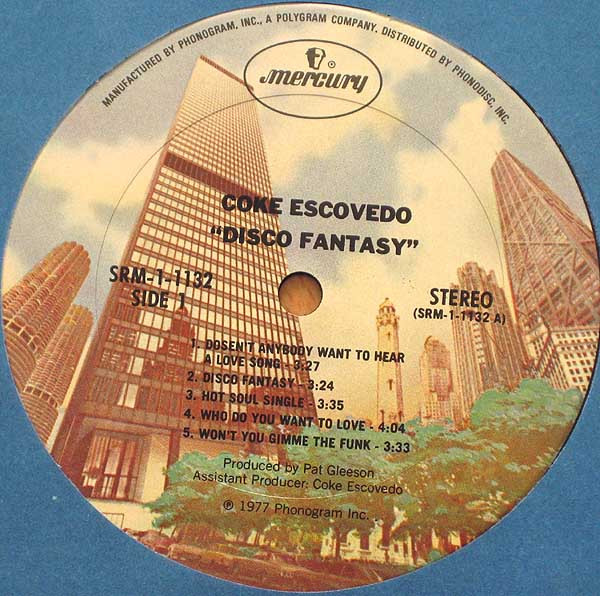 MANUFACTURED BY PHONOGRAM, INC., A POLYGRAM COMPANY. DISTRIBUTED BY PHONODISC, INC.
mercury
COKE ESCOVEDO
"DISCO FANTASY"
SRM-1-1132
SIDE 1
STEREO
(SRM-1-1132 A)
1. DOSEN'T ANYBODY WANT TO HEAR
A LOVE SONG - 3:27
2. DISCO FANTASY - 3:24
3. HOT SOUL SINGLE - 3:35
4. WHO DO YOU WANT TO LOVE - 4:04
5. WON'T YOU GIMME THE FUNK - 3:33
Produced by Pat Gleeson
Assistant Producer: Coke Escovedo
℗ 1977 Phonogram Inc.